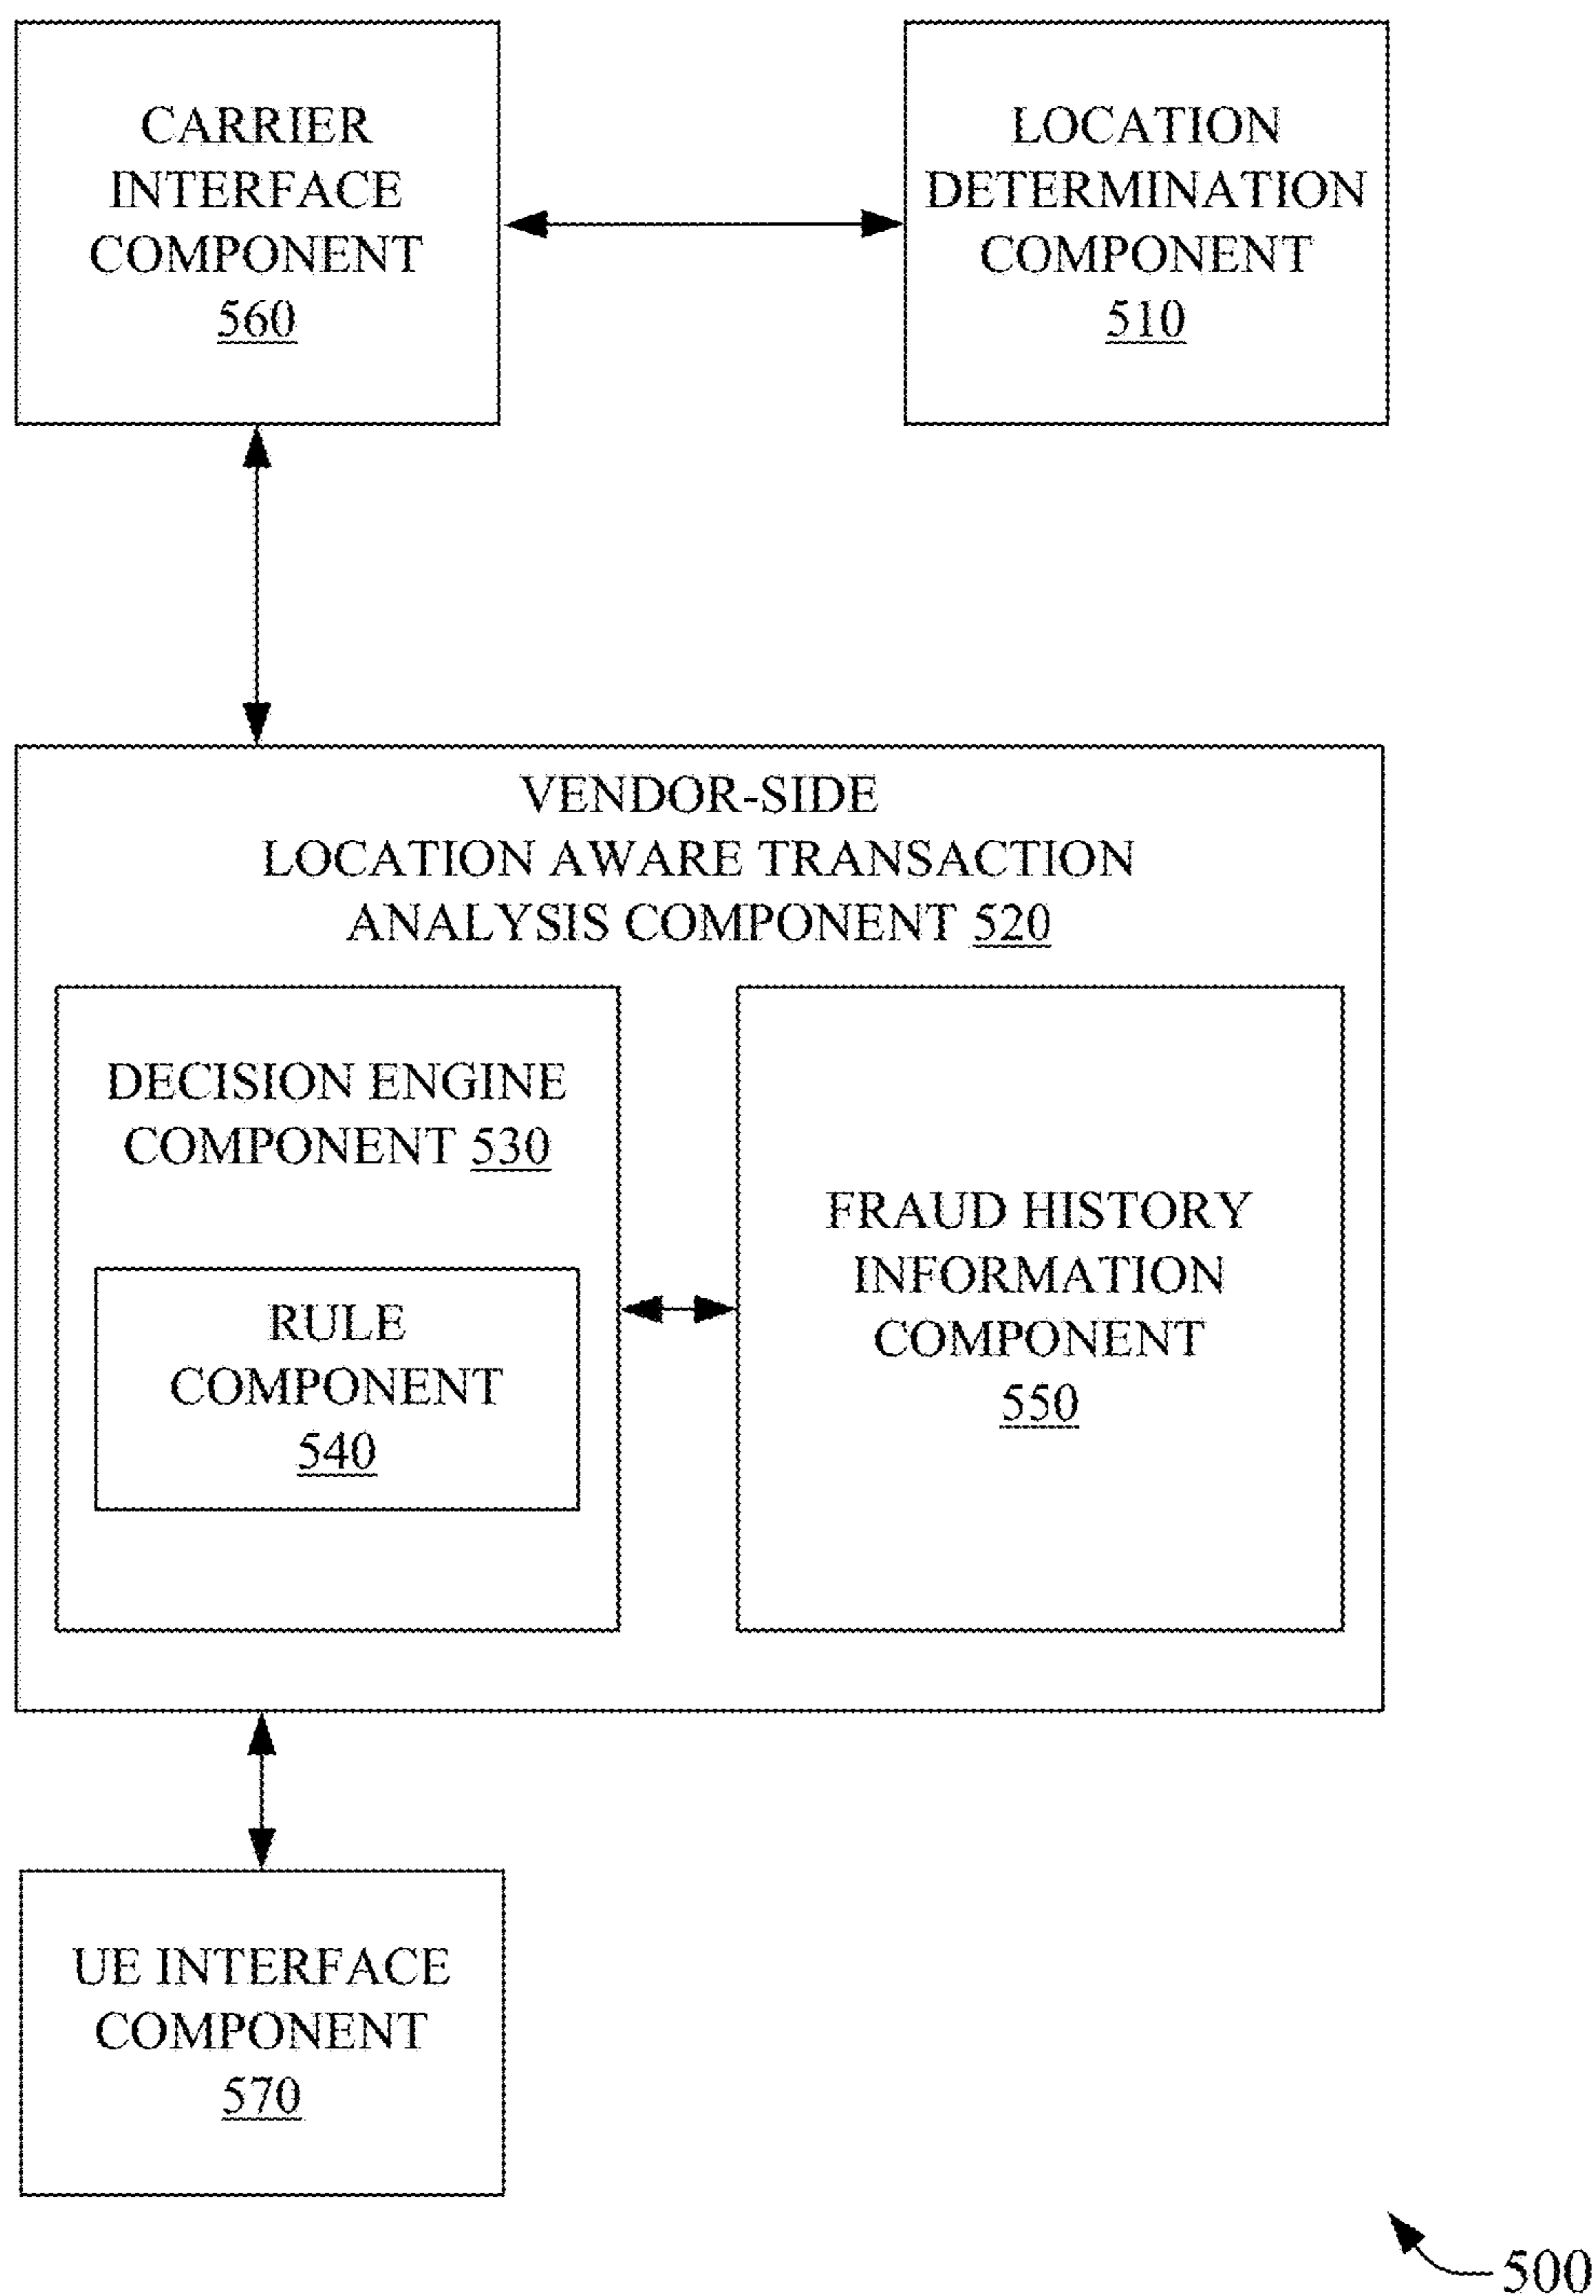 CARRIER
INTERFACE
COMPONENT
560
LOCATION
DETERMINATION
COMPONENT
510
VENDOR-SIDE
LOCATION AWARE TRANSACTION
ANALYSIS COMPONENT 520
DECISION ENGINE
COMPONENT 530
RULE
COMPONENT
540
FRAUD HISTORY
INFORMATION
COMPONENT
550
UE INTERFACE
COMPONENT
570
500